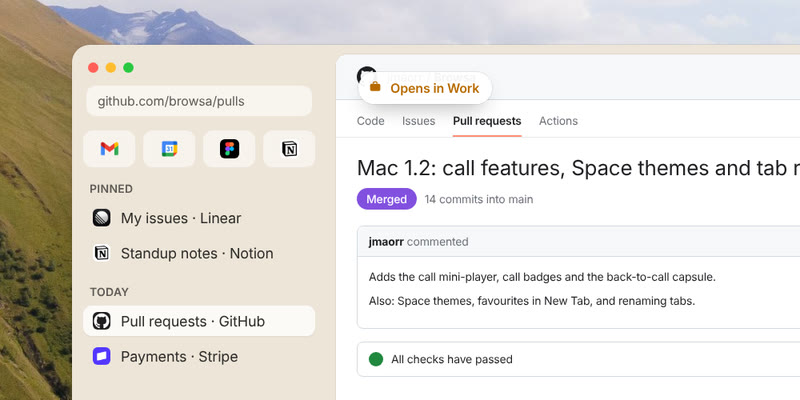 github.com/browsa/pulls
31
PINNED
My issues · Linear
Standup notes · Notion
TODAY
Pull requests · GitHub
Payments · Stripe
Opens in Work
Code Issues Pull requests Actions
Mac 1.2: call features, Space themes and tab r
Merged 14 commits into main
jmaorr commented
Adds the call mini-player, call badges and the back-to-call capsule.
Also: Space themes, favourites in New Tab, and renaming tabs.
All checks have passed